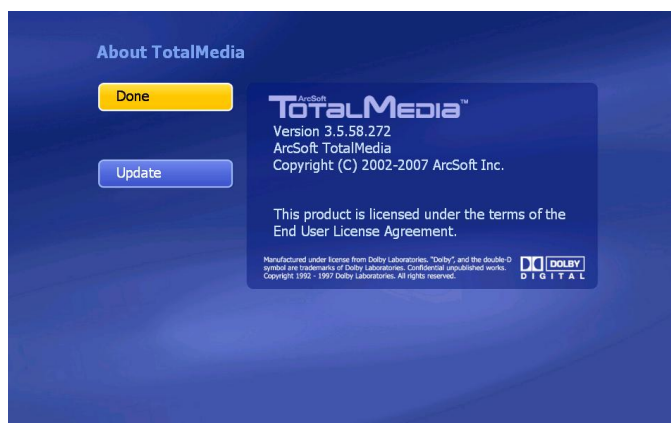 About TotalMedia
Done
Update
ArcSoft
TOTALMEDIA™
Version 3.5.58.272
ArcSoft TotalMedia
Copyright (C) 2002-2007 ArcSoft Inc.
This product is licensed under the terms of the
End User License Agreement.
Manufactured under license from Dolby Laboratories. "Dolby", and the double-D
symbol are trademarks of Dolby Laboratories. Confidential unpublished works.
Copyright 1992 - 1997 Dolby Laboratories. All rights reserved.
DOLBY
DIGITAL